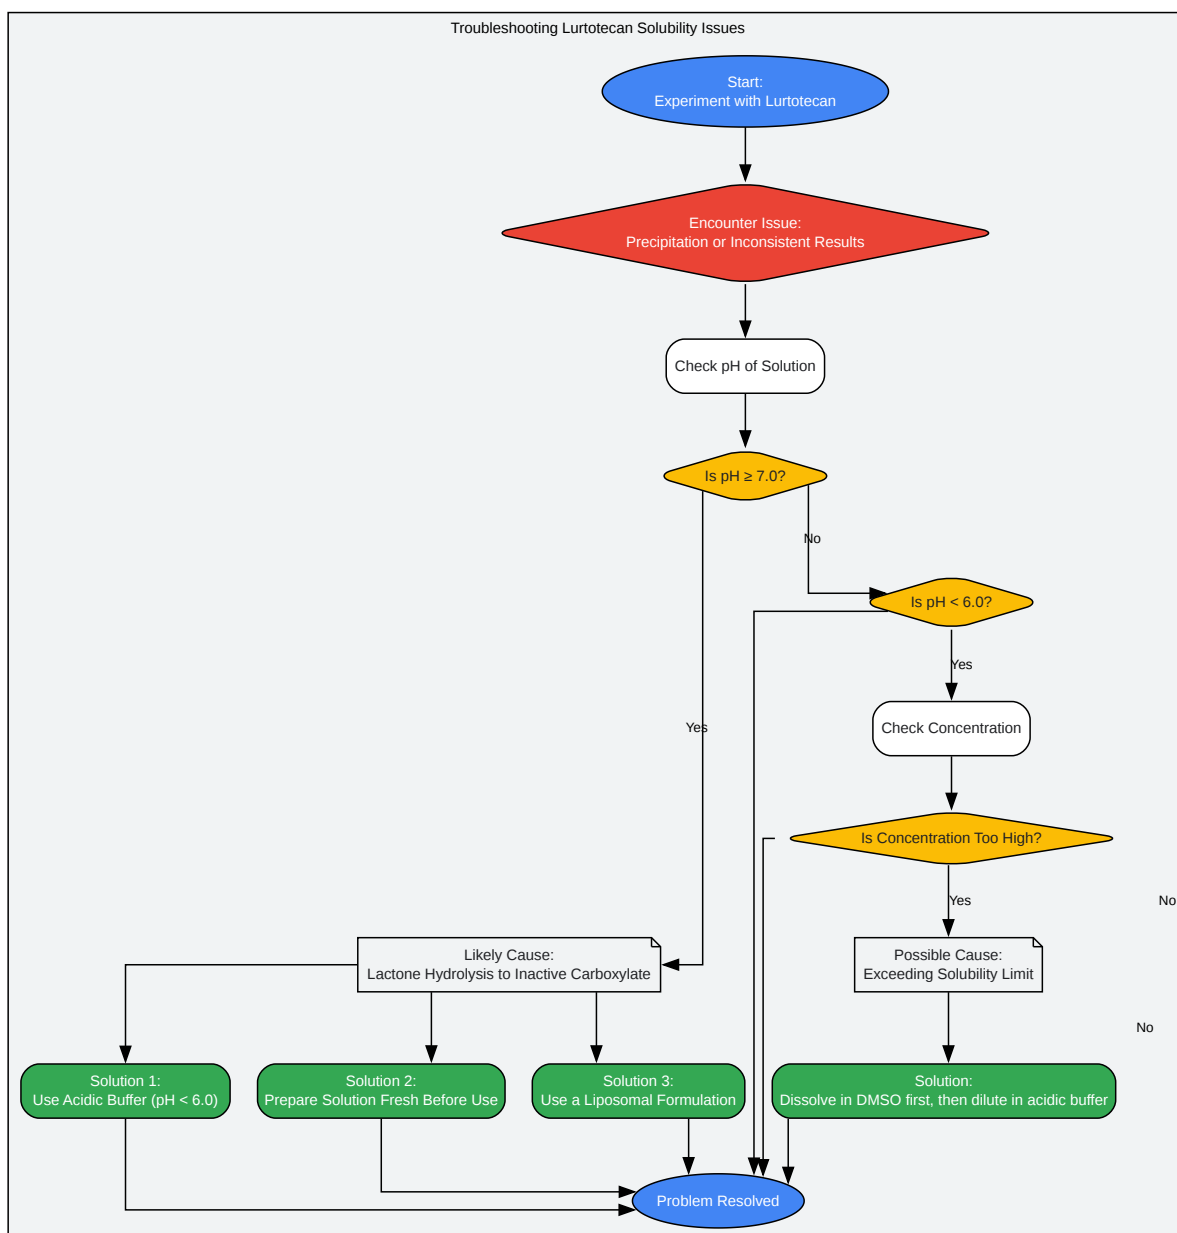 Troubleshooting Lurtotecan Solubility Issues
Start:
Experiment with Lurtotecan
Encounter Issue:
Precipitation or Inconsistent Results
Check pH of Solution
Is pH ≥ 7.0?
No
Is pH < 6.0?
Yes
Yes
Check Concentration
Is Concentration Too High?
Yes
No
Likely Cause:
Lactone Hydrolysis to Inactive Carboxylate
Possible Cause:
Exceeding Solubility Limit
No
Solution 1:
Use Acidic Buffer (pH < 6.0)
Solution 2:
Prepare Solution Fresh Before Use
Solution 3:
Use a Liposomal Formulation
Solution:
Dissolve in DMSO first, then dilute in acidic buffer
Problem Resolved